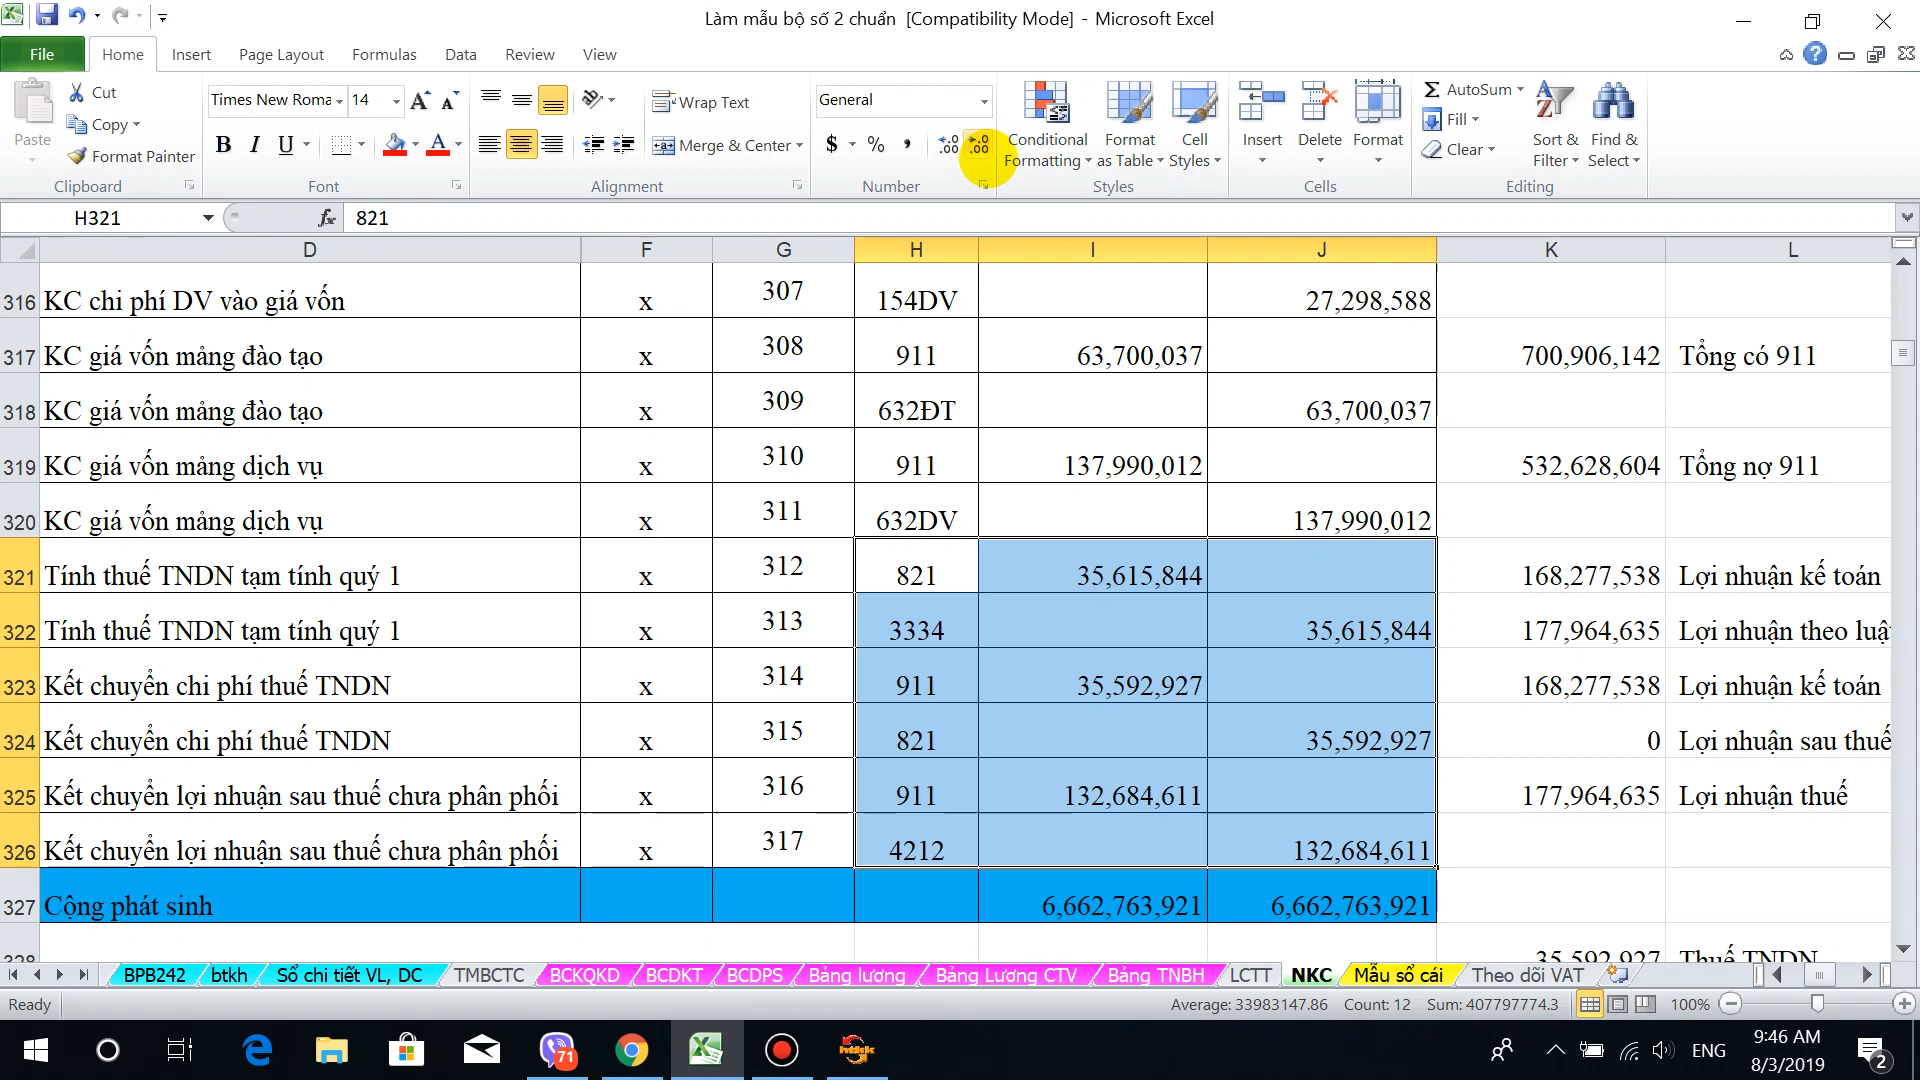 Làm mẫu bộ số 2 chuẩn  [Compatibility Mode]  -  Microsoft Excel
File Home Insert Page Layout Formulas Data Review View
Paste Cut Copy Format Painter
Times New Roma 14
B I U
Wrap Text
Merge & Center
General
$ % ,
Conditional Formatting
Format as Table
Cell Styles
Insert Delete Format
AutoSum
Fill
Clear
Sort & Filter
Find & Select
Clipboard Font Alignment Number Styles Cells Editing
H321 fx 821
D F G H I J K L
316 KC chi phí DV vào giá vốn x 307 154DV 27,298,588
317 KC giá vốn mảng đào tạo x 308 911 63,700,037 700,906,142 Tổng có 911
318 KC giá vốn mảng đào tạo x 309 632ĐT 63,700,037
319 KC giá vốn mảng dịch vụ x 310 911 137,990,012 532,628,604 Tổng nợ 911
320 KC giá vốn mảng dịch vụ x 311 632DV 137,990,012
321 Tính thuế TNDN tạm tính quý 1 x 312 821 35,615,844 168,277,538 Lợi nhuận kế toán
322 Tính thuế TNDN tạm tính quý 1 x 313 3334 35,615,844 177,964,635 Lợi nhuận theo luật
323 Kết chuyển chi phí thuế TNDN x 314 911 35,592,927 168,277,538 Lợi nhuận kế toán
324 Kết chuyển chi phí thuế TNDN x 315 821 35,592,927 0 Lợi nhuận sau thuế
325 Kết chuyển lợi nhuận sau thuế chưa phân phối x 316 911 132,684,611 177,964,635 Lợi nhuận thuế
326 Kết chuyển lợi nhuận sau thuế chưa phân phối x 317 4212 132,684,611
327 Cộng phát sinh 6,662,763,921 6,662,763,921
328 35,592,927 Thuế TNDN
BPB242 btkh Sổ chi tiết VL, DC TMBCTC BCKQKD BCDKT BCDPS Bảng lương Bảng Lương CTV Bảng TNBH LCTT NKC Mẫu sổ cái Theo dõi VAT
Ready Average: 33983147.86 Count: 12 Sum: 407797774.3 100%
71
ENG
9:46 AM
8/3/2019
2